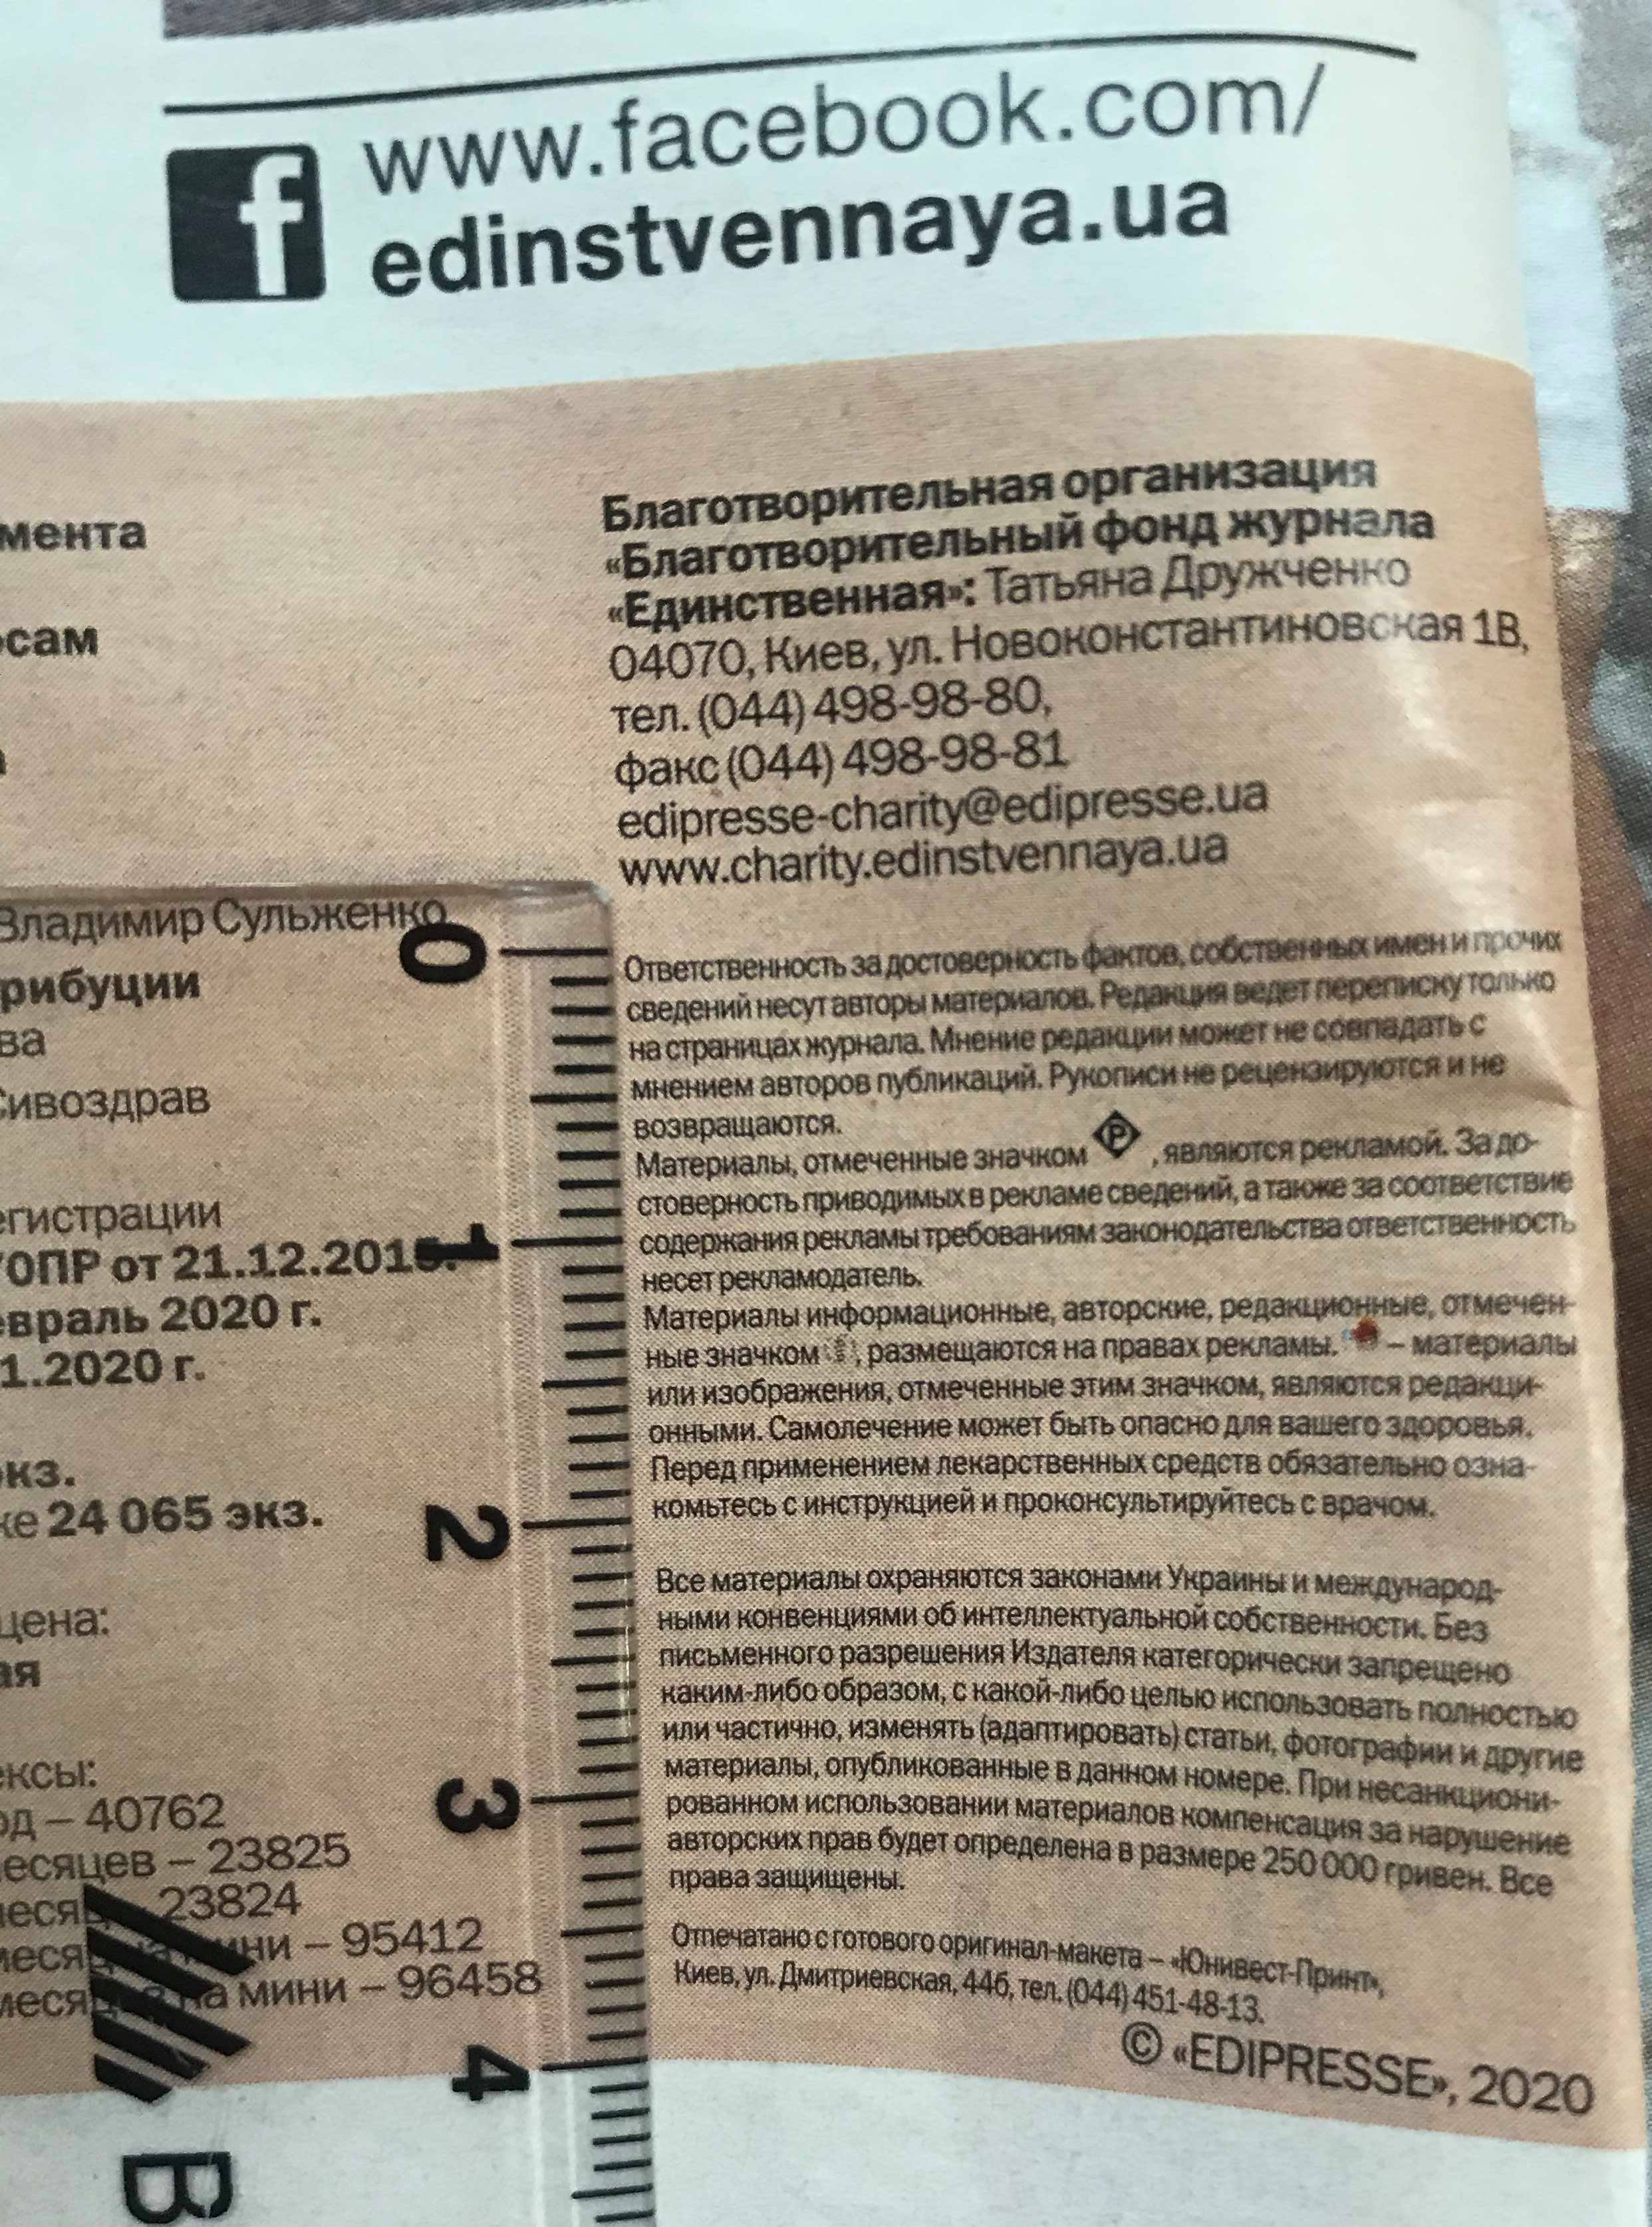 www.facebook.com/
edinstvennaya.ua
мента
сам
Владимир Сульженко
рибуции
ва
ивоздрав
егистрации
ОПР от 21.12.2015.
евраль 2020 г.
1.2020 г.
кз.
24 065 экз.
цена:
ая
ексы:
од – 40762
есяцев – 23825
23824
ни – 95412
на мини – 96458
Благотворительная организация
«Благотворительный фонд журнала
«Единственная»: Татьяна Дружченко
04070, Киев, ул. Новоконстантиновская 1В,
тел. (044) 498-98-80,
факс (044) 498-98-81
edipresse-charity@edipresse.ua
www.charity.edinstvennaya.ua
Ответственность за достоверность фактов, собственных имен и прочих
сведений несут авторы материалов. Редакция ведет переписку только
на страницах журнала. Мнение редакции может не совпадать с
мнением авторов публикаций. Рукописи не рецензируются и не
возвращаются.
Материалы, отмеченные значком P, являются рекламой. За до-
стоверность приводимых в рекламе сведений, а также за соответствие
содержания рекламы требованиям законодательства ответственность
несет рекламодатель.
Материалы информационные, авторские, редакционные, отмечен-
ные значком , размещаются на правах рекламы. – материалы
или изображения, отмеченные этим значком, являются редакци-
онными. Самолечение может быть опасно для вашего здоровья.
Перед применением лекарственных средств обязательно озна-
комьтесь с инструкцией и проконсультируйтесь с врачом.
Все материалы охраняются законами Украины и международ-
ными конвенциями об интеллектуальной собственности. Без
письменного разрешения Издателя категорически запрещено
каким-либо образом, с какой-либо целью использовать полностью
или частично, изменять (адаптировать) статьи, фотографии и другие
материалы, опубликованные в данном номере. При несанкциони-
рованном использовании материалов компенсация за нарушение
авторских прав будет определена в размере 250 000 гривен. Все
права защищены.
Отпечатано с готового оригинал-макета – «Юнивест-Принт»,
Киев, ул. Дмитриевская, 44б, тел. (044) 451-48-13.
© «EDIPRESSE», 2020
0
1
2
3
4
B